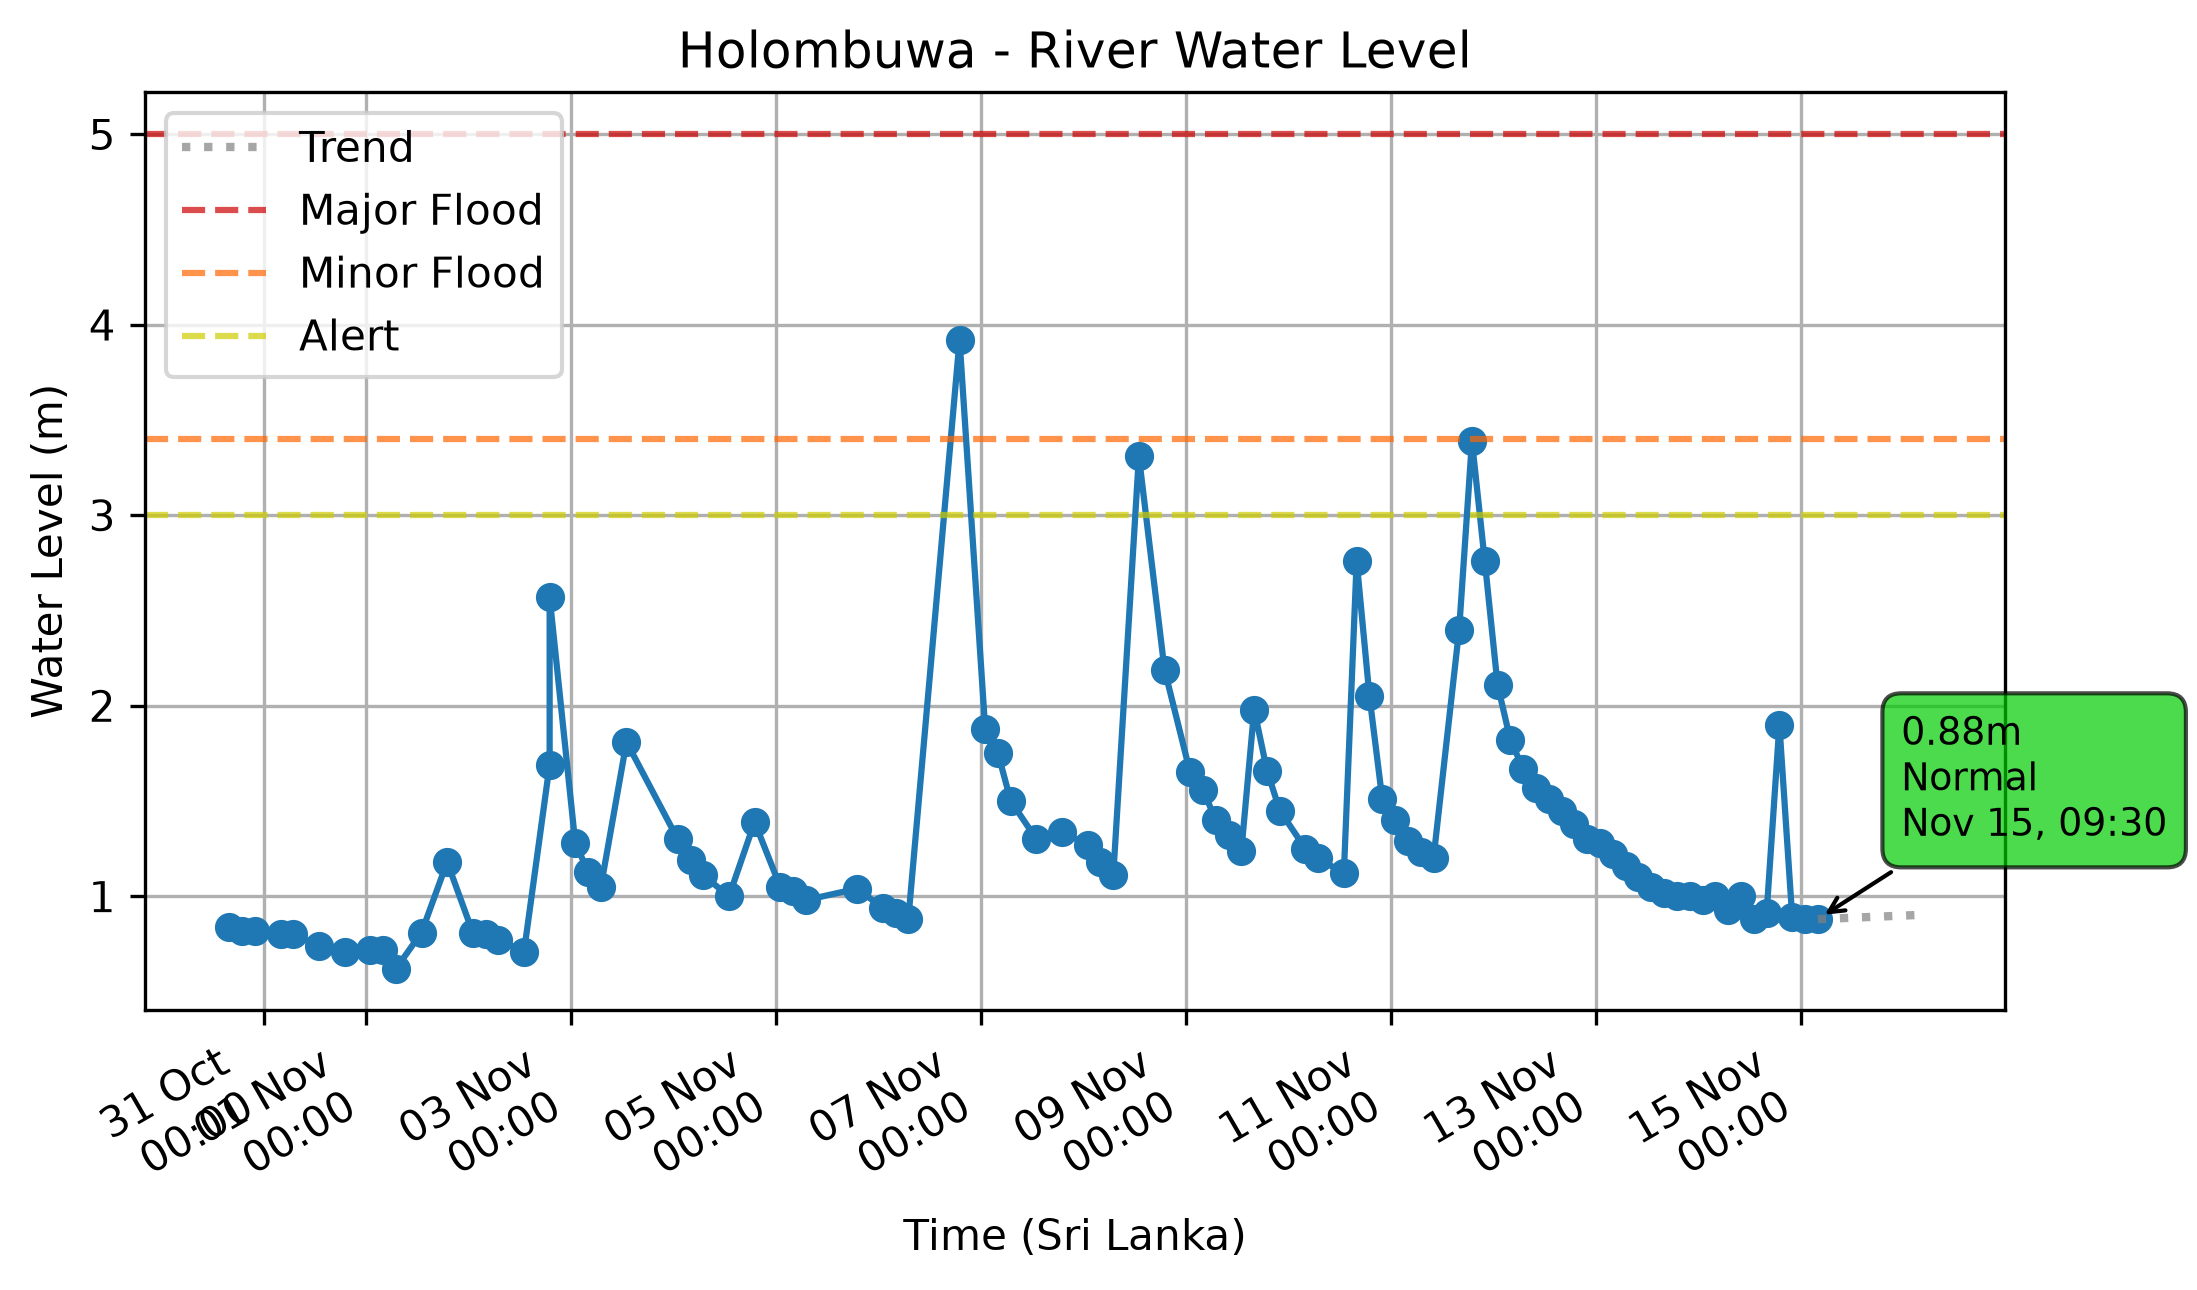 Holombuwa - River Water Level
Trend
Major Flood
Minor Flood
Alert
5
4
3
2
1
Water Level (m)
0.88m
Normal
Nov 15, 09:30
31 Oct
00:00
01 Nov
00:00
03 Nov
00:00
05 Nov
00:00
07 Nov
00:00
09 Nov
00:00
11 Nov
00:00
13 Nov
00:00
15 Nov
00:00
Time (Sri Lanka)